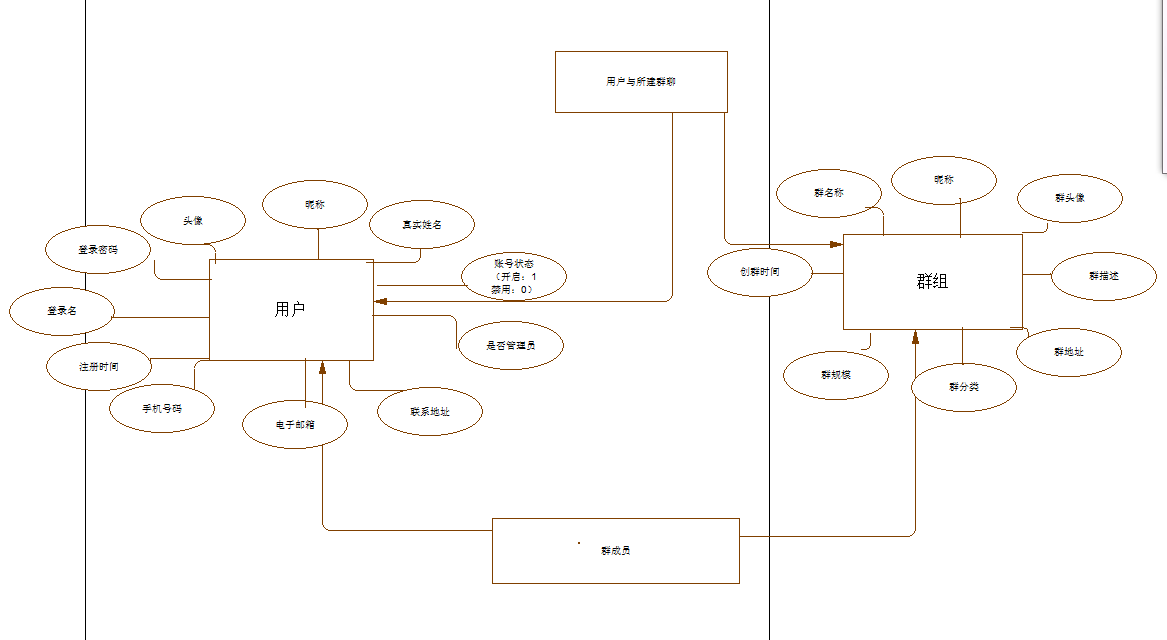 用户与所建群聊
头像
昵称
真实姓名
登录密码
账号状态
（开启：1
禁用：0）
用户
登录名
是否管理员
注册时间
手机号码
电子邮箱
联系地址
群名称
昵称
群头像
创群时间
群组
群描述
群规模
群分类
群地址
群成员